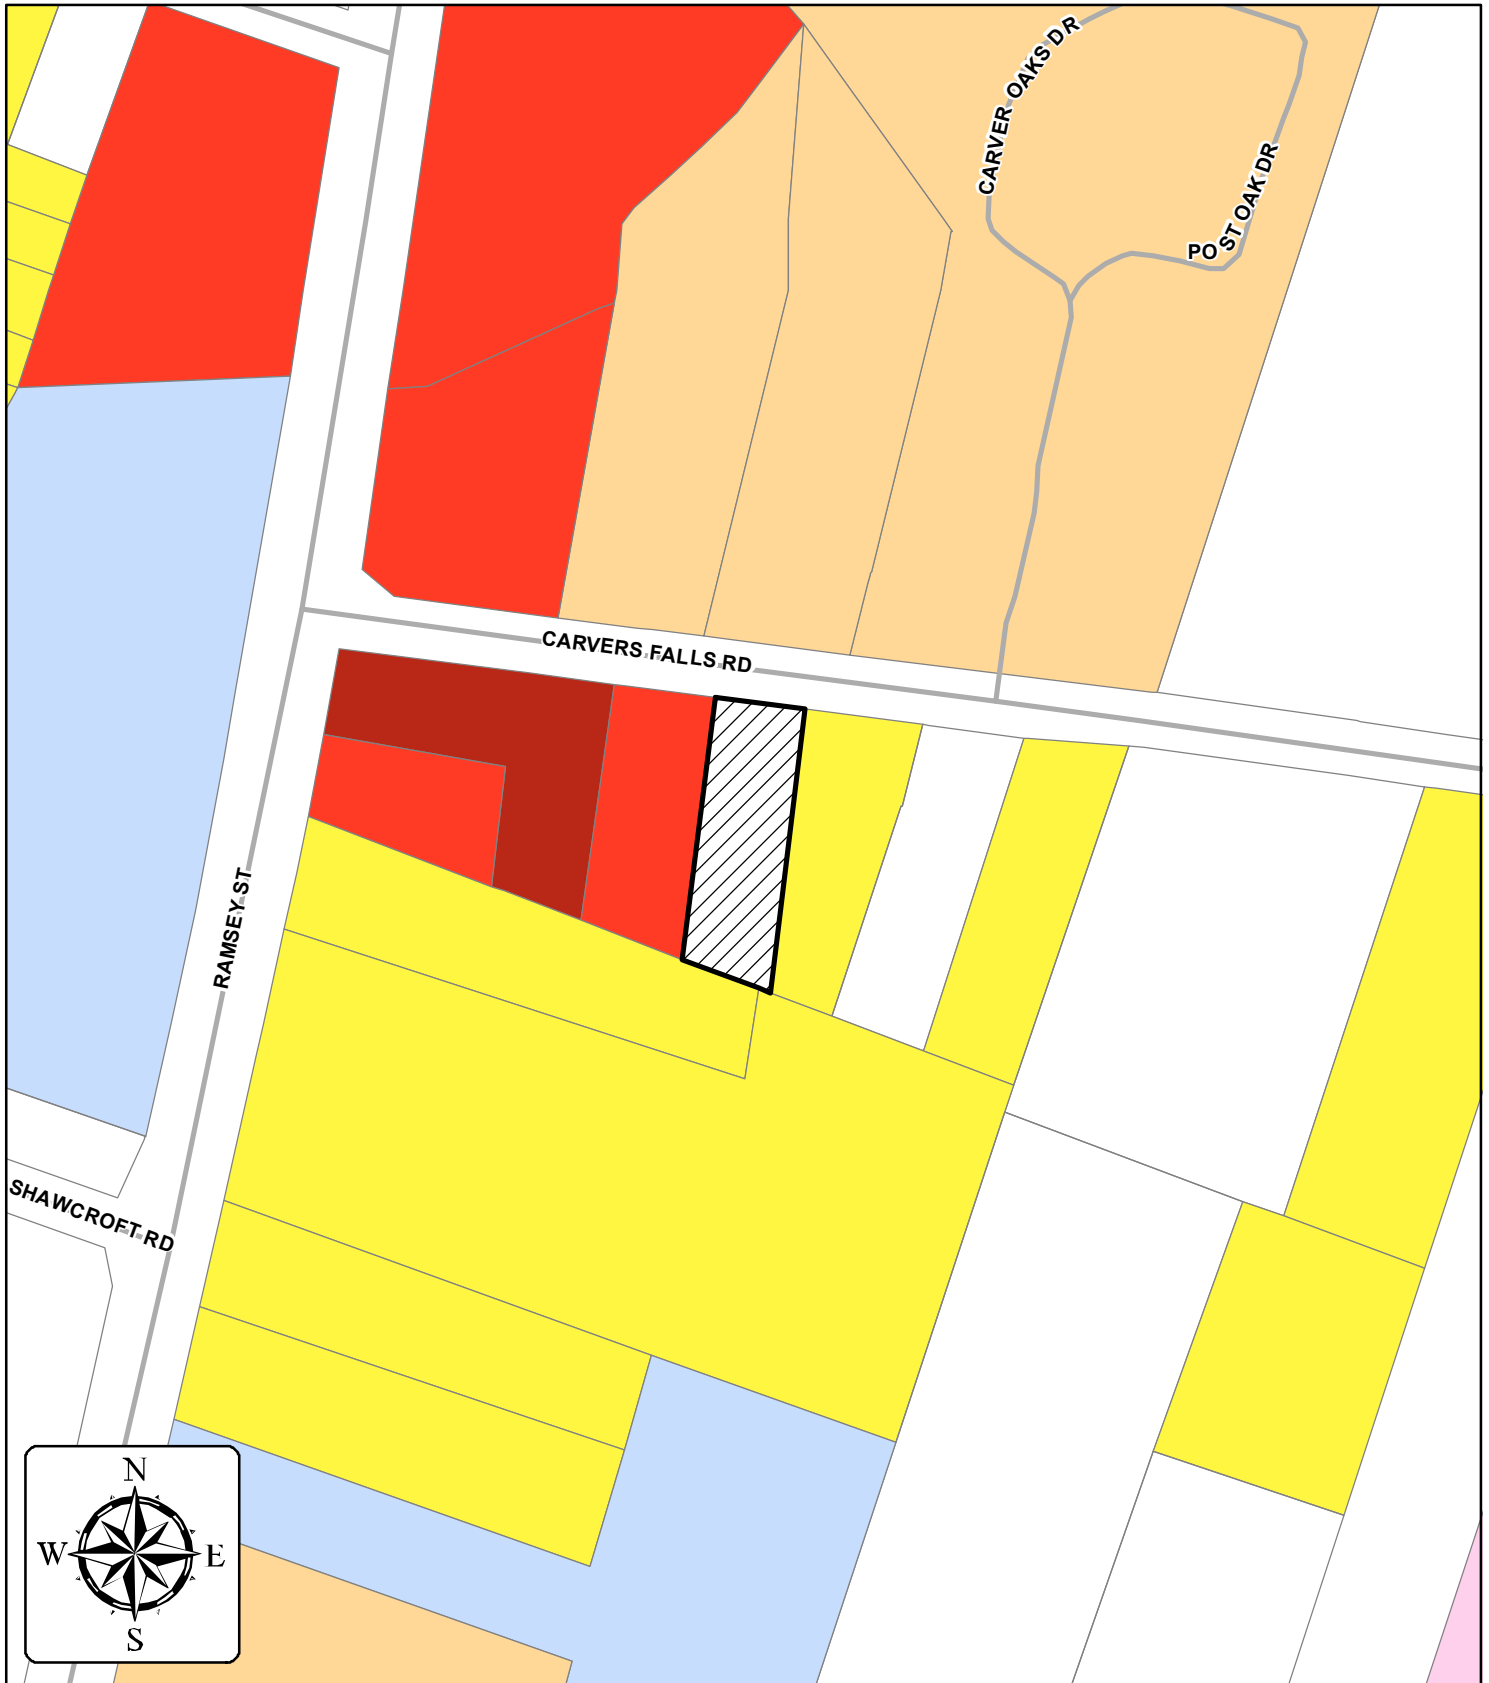 CARVER OAKS DR
POST OAK DR
CARVERS FALLS RD
RAMSEY ST
SHAWCROFT RD
N
W E
S